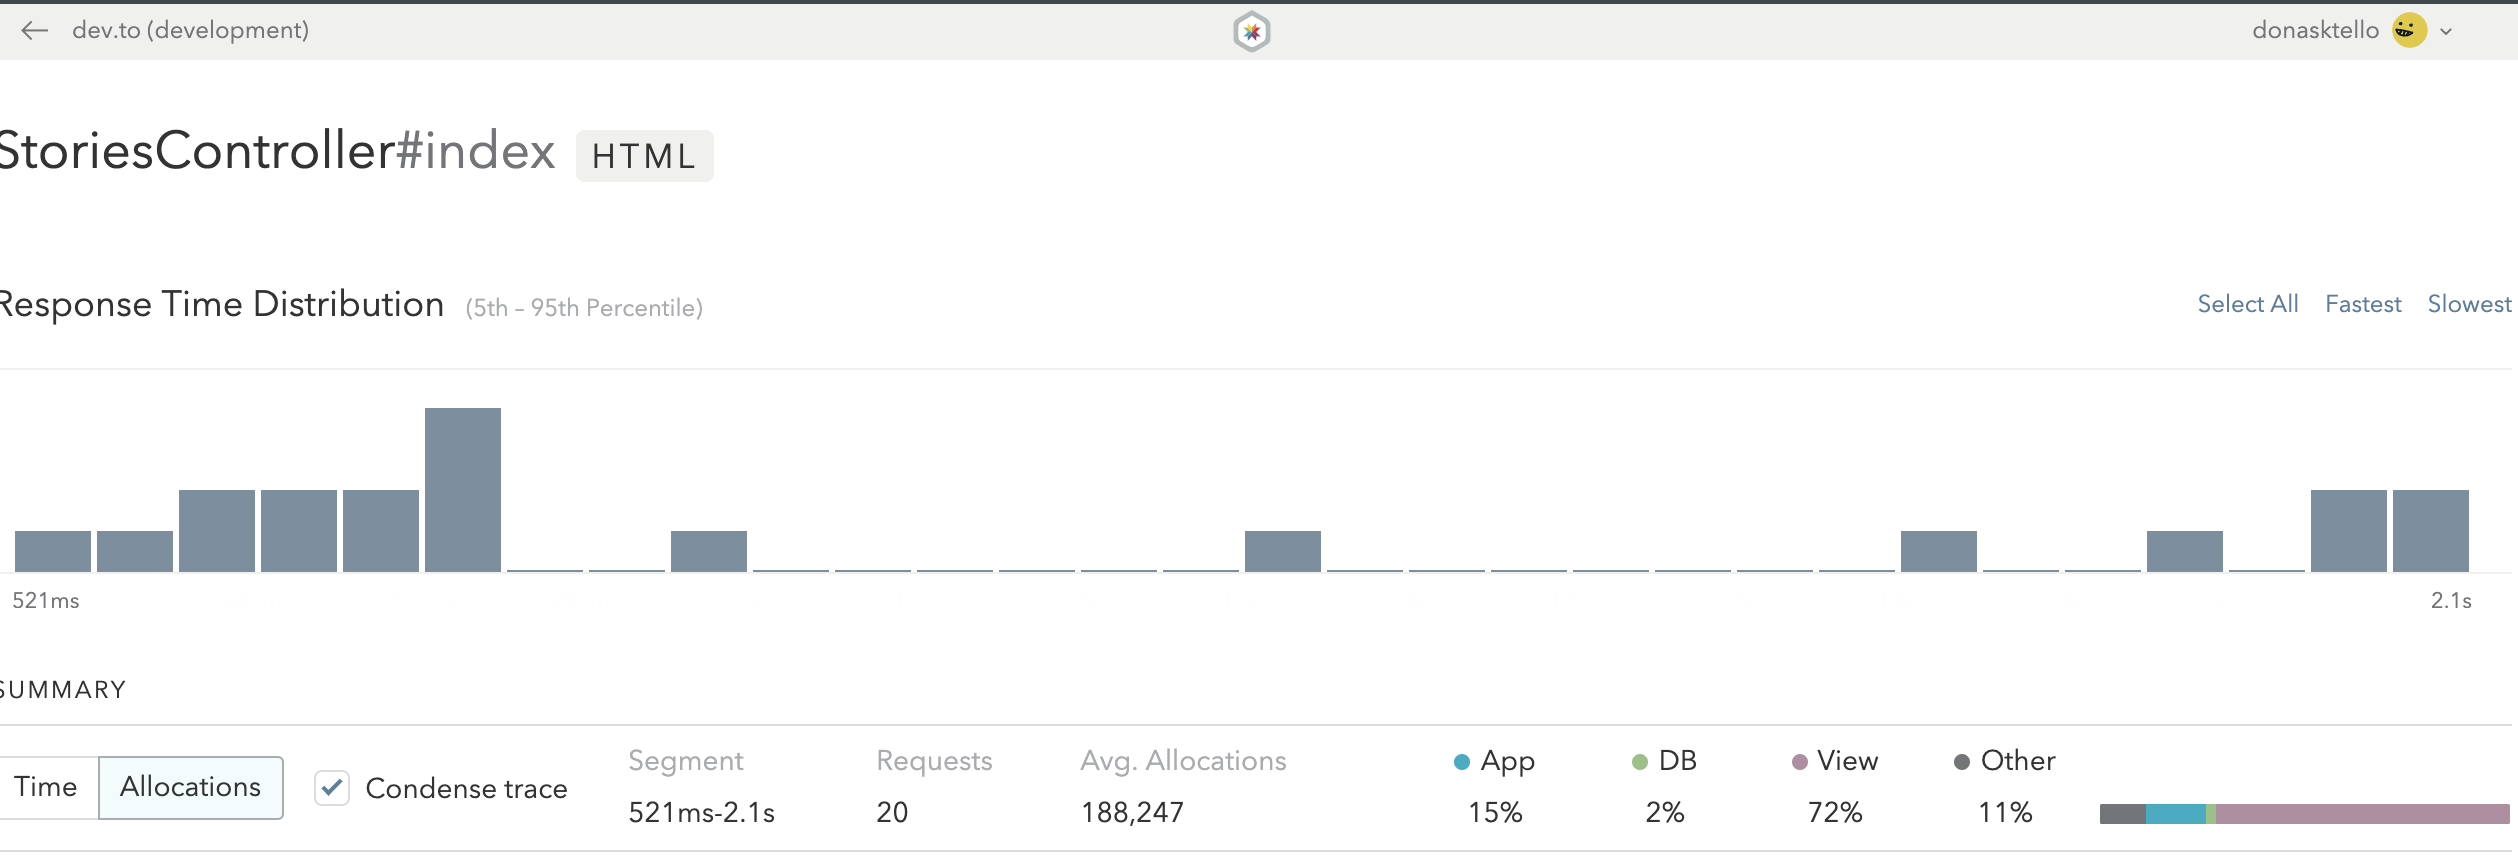 dev.to (development)
donasktello
StoriesController#index HTML
Response Time Distribution (5th – 95th Percentile)
Select All Fastest Slowest
521ms 2.1s
SUMMARY
Time Allocations Condense trace
Segment Requests Avg. Allocations App DB View Other
521ms-2.1s 20 188,247 15% 2% 72% 11%